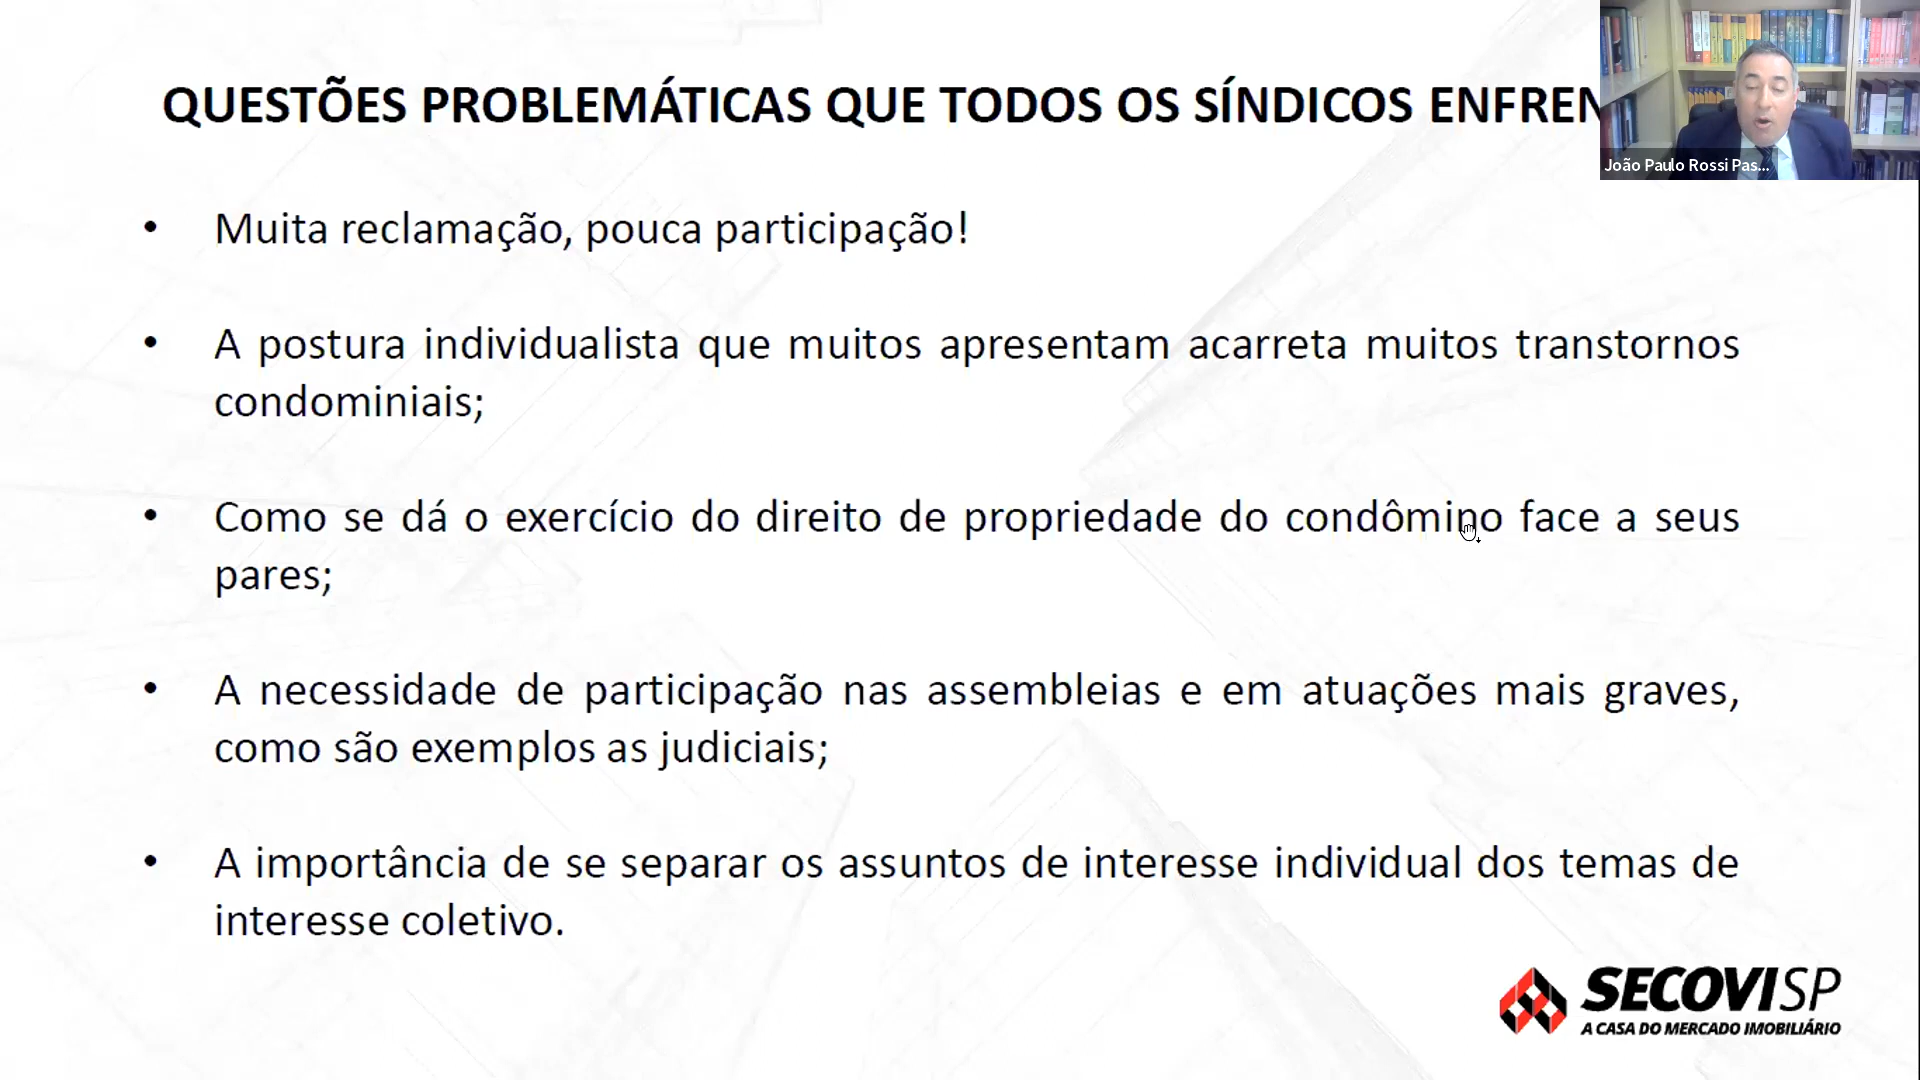 QUESTÕES PROBLEMÁTICAS QUE TODOS OS SÍNDICOS ENFREN
João Paulo Rossi Pas...
• Muita reclamação, pouca participação!
• A postura individualista que muitos apresentam acarreta muitos transtornos
condominiais;
• Como se dá o exercício do direito de propriedade do condômino face a seus
pares;
• A necessidade de participação nas assembleias e em atuações mais graves,
como são exemplos as judiciais;
• A importância de se separar os assuntos de interesse individual dos temas de
interesse coletivo.
SECOVI SP
A CASA DO MERCADO IMOBILIÁRIO